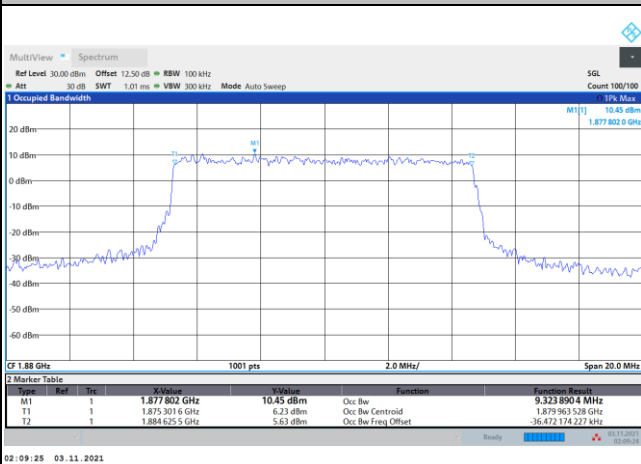 MultiView Spectrum
Ref Level 30.00 dBm Offset 12.50 dB RBW 100 kHz SGL
Att 30 dB SWT 1.01 ms VBW 300 kHz Mode Auto Sweep Count 100/100
1 Occupied Bandwidth 1Pk Max
M1[1] 10.45 dBm
1.877 802 0 GHz
20 dBm
M1
10 dBm
T1
T2
0 dBm
-10 dBm
-20 dBm
-30 dBm
-40 dBm
-50 dBm
-60 dBm
CF 1.88 GHz 1001 pts 2.0 MHz/ Span 20.0 MHz
2 Marker Table
Type Ref Trc X-Value Y-Value Function Function Result
M1 1 1.877 802 GHz 10.45 dBm Occ Bw 9.323 890 4 MHz
T1 1 1.875 301 6 GHz 6.23 dBm Occ Bw Centroid 1.879 963 528 GHz
T2 1 1.884 625 5 GHz 5.63 dBm Occ Bw Freq Offset -36.472 174 227 kHz
Ready 03.11.2021
02:09:24
02:09:25 03.11.2021